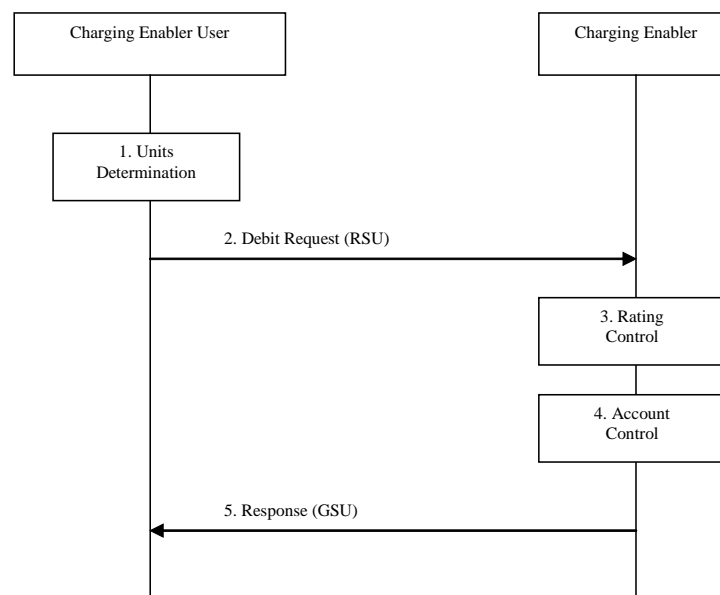 Charging Enabler User
Charging Enabler
1. Units
Determination
2. Debit Request (RSU)
3. Rating
Control
4. Account
Control
5. Response (GSU)